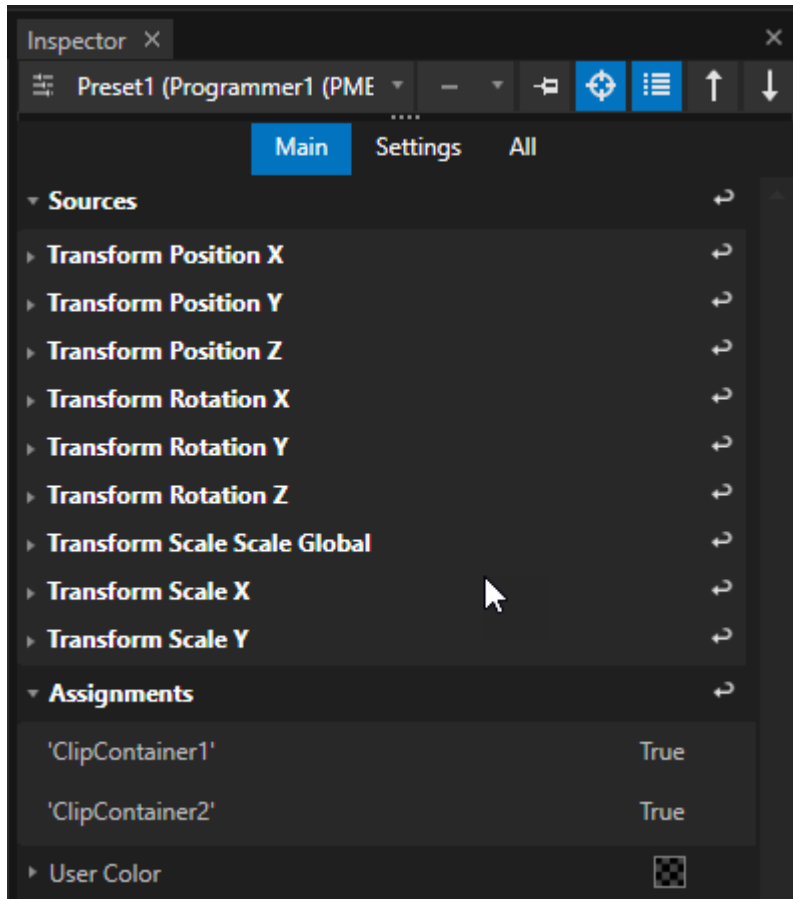 Inspector
Preset1 (Programmer1 (PME
Main Settings All
Sources
Transform Position X
Transform Position Y
Transform Position Z
Transform Rotation X
Transform Rotation Y
Transform Rotation Z
Transform Scale Scale Global
Transform Scale X
Transform Scale Y
Assignments
'ClipContainer1' True
'ClipContainer2' True
User Color